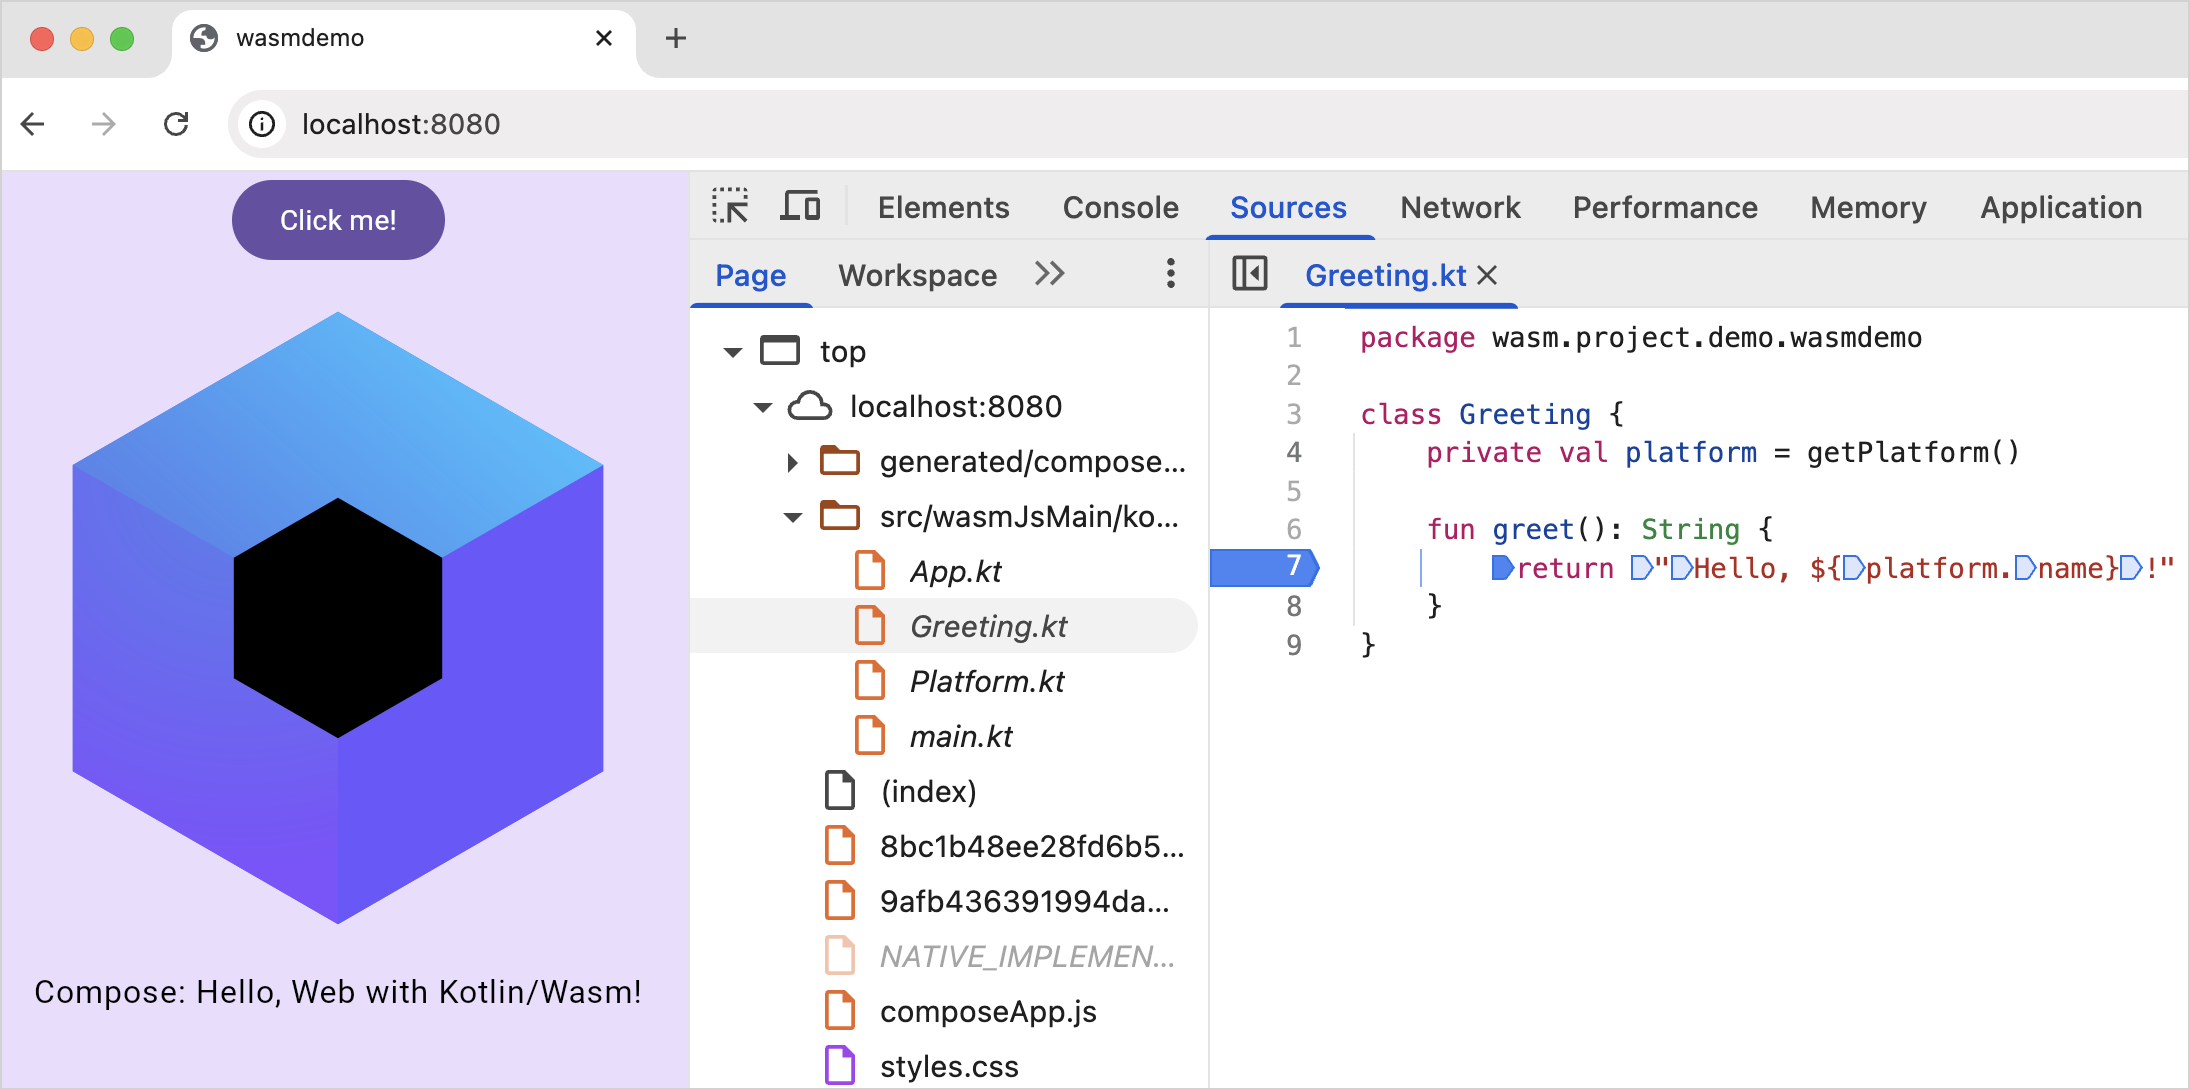 wasmdemo
localhost:8080
Click me!
Compose: Hello, Web with Kotlin/Wasm!
Elements Console Sources Network Performance Memory Application
Page Workspace
top
localhost:8080
generated/compose…
src/wasmJsMain/ko…
App.kt
Greeting.kt
Platform.kt
main.kt
(index)
8bc1b48ee28fd6b5…
9afb436391994da…
NATIVE_IMPLEMEN…
composeApp.js
styles.css
Greeting.kt
1 package wasm.project.demo.wasmdemo
2
3 class Greeting {
4 private val platform = getPlatform()
5
6 fun greet(): String {
7 return "Hello, ${platform.name}!"
8 }
9 }